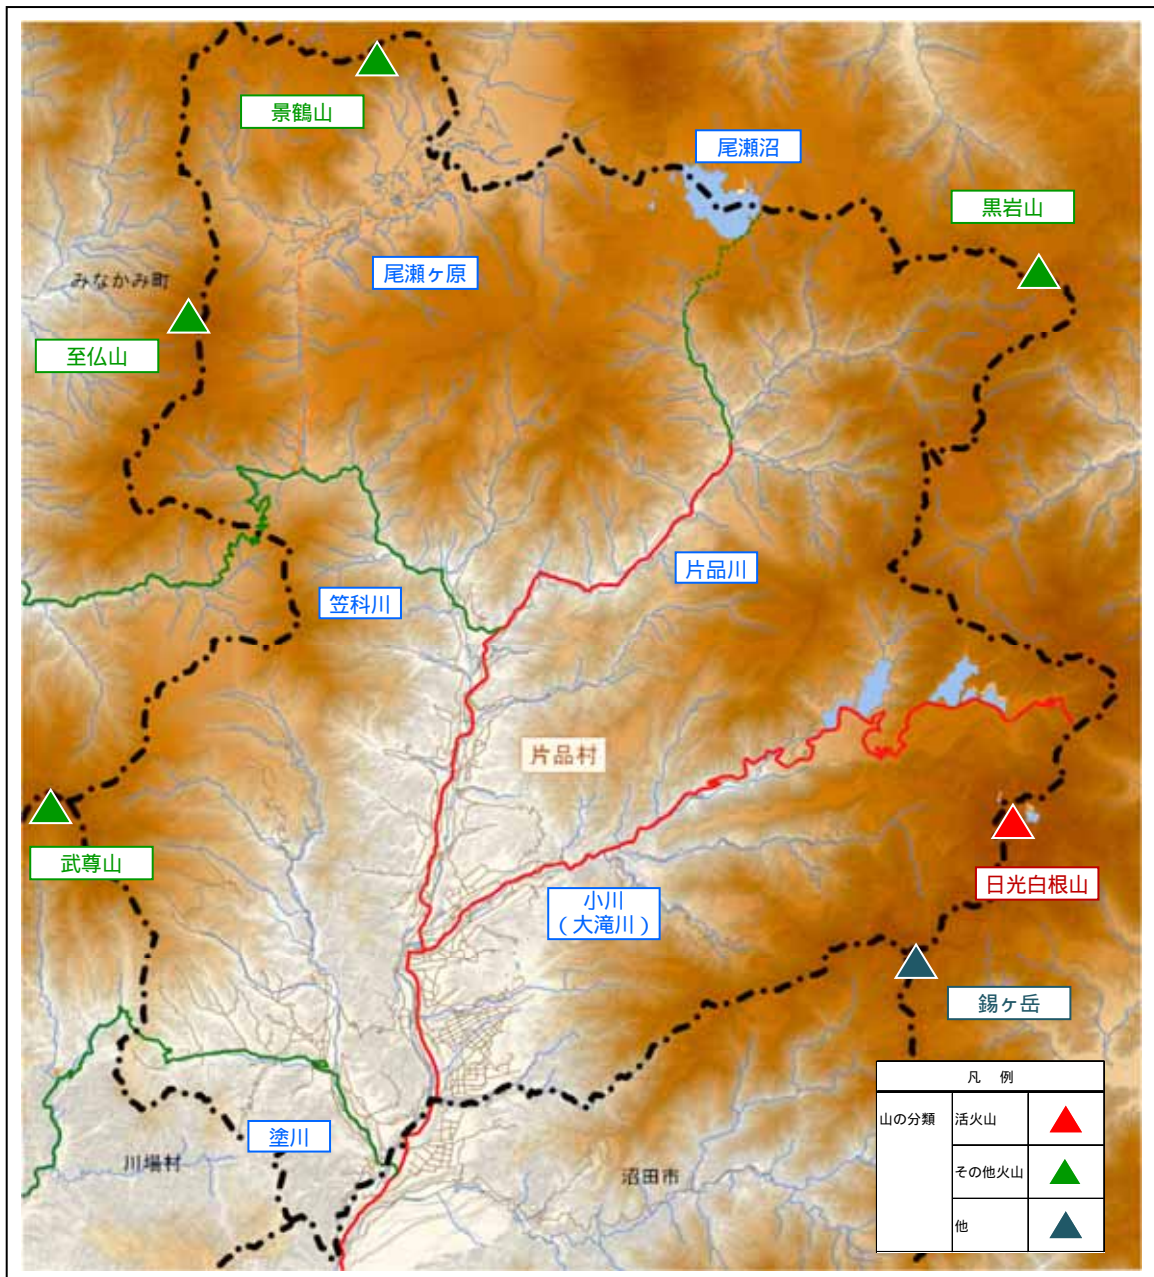 景鶴山
尾瀬沼
黒岩山
尾瀬ヶ原
みなかみ町
至仏山
片品川
笠科川
片品村
武尊山
日光白根山
小川
（大滝川）
錫ヶ岳
塗川
川場村
沼田市
凡 例
山の分類
活火山
その他火山
他